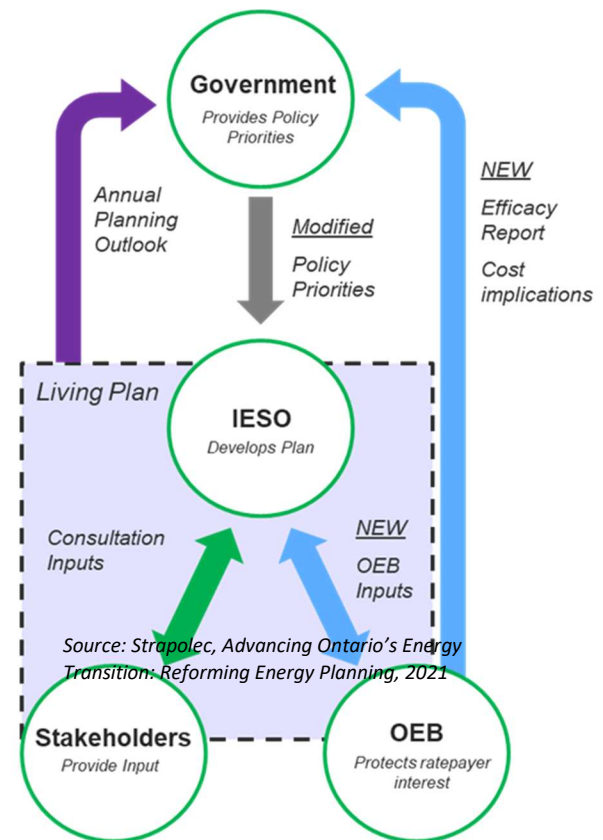 Government
Provides Policy
Priorities
Annual
Planning
Outlook
Modified
Policy
Priorities
NEW
Efficacy
Report
Cost
implications
Living Plan
IESO
Develops Plan
Consultation
Inputs
NEW
OEB
Inputs
Source: Strapolec, Advancing Ontario's Energy
Transition: Reforming Energy Planning, 2021
Stakeholders
Provide Input
OEB
Protects ratepayer
interest